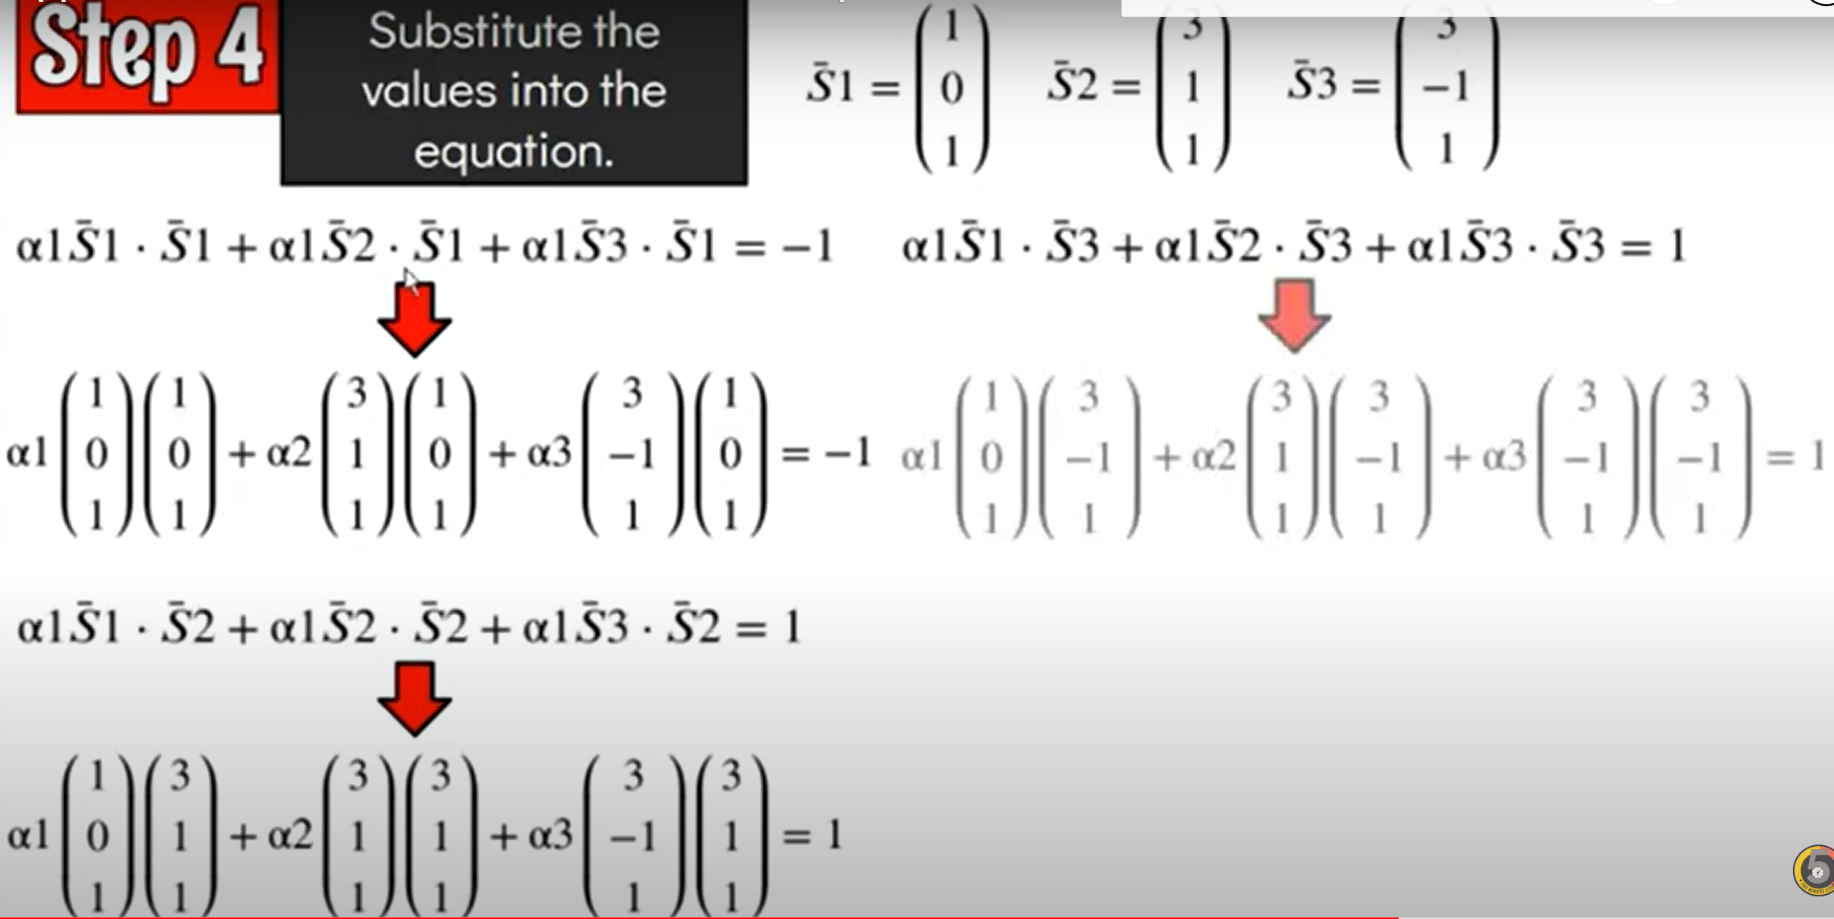 Step 4
Substitute the
values into the
equation.
S̄1 = (1 0 1) S̄2 = (3 1 1) S̄3 = (3 −1 1)
α1S̄1 · S̄1 + α1S̄2 · S̄1 + α1S̄3 · S̄1 = −1
α1S̄1 · S̄3 + α1S̄2 · S̄3 + α1S̄3 · S̄3 = 1
α1 (1 0 1) (1 0 1) + α2 (3 1 1) (1 0 1) + α3 (3 −1 1) (1 0 1) = −1
α1 (1 0 1) (3 −1 1) + α2 (3 1 1) (3 −1 1) + α3 (3 −1 1) (3 −1 1) = 1
α1S̄1 · S̄2 + α1S̄2 · S̄2 + α1S̄3 · S̄2 = 1
α1 (1 0 1) (3 1 1) + α2 (3 1 1) (3 1 1) + α3 (3 −1 1) (3 1 1) = 1
5